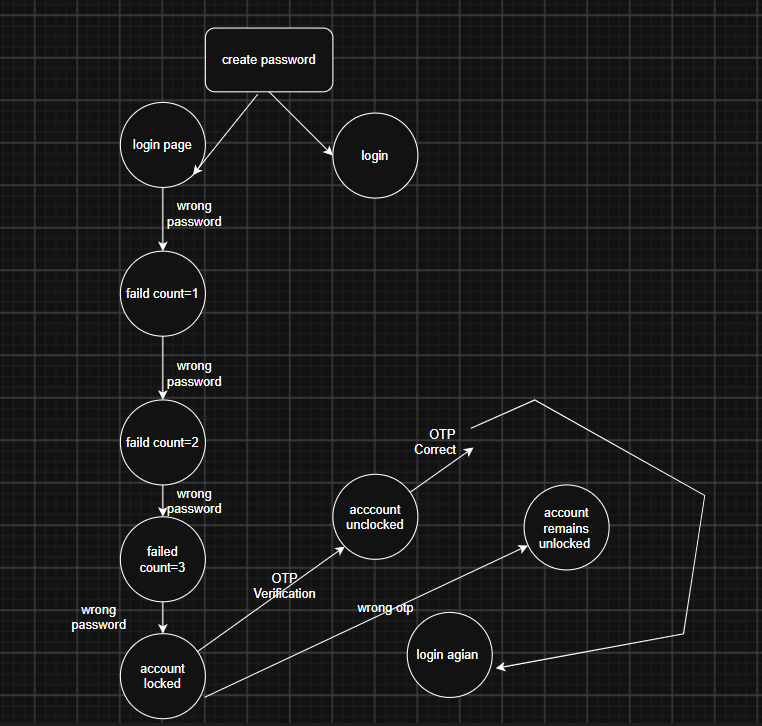 create password
login page
login
wrong
password
faild count=1
wrong
password
faild count=2
OTP
Correct
wrong
password
acccount
unclocked
account
remains
unlocked
failed
count=3
OTP
Verification
wrong otp
wrong
password
login agian
account
locked